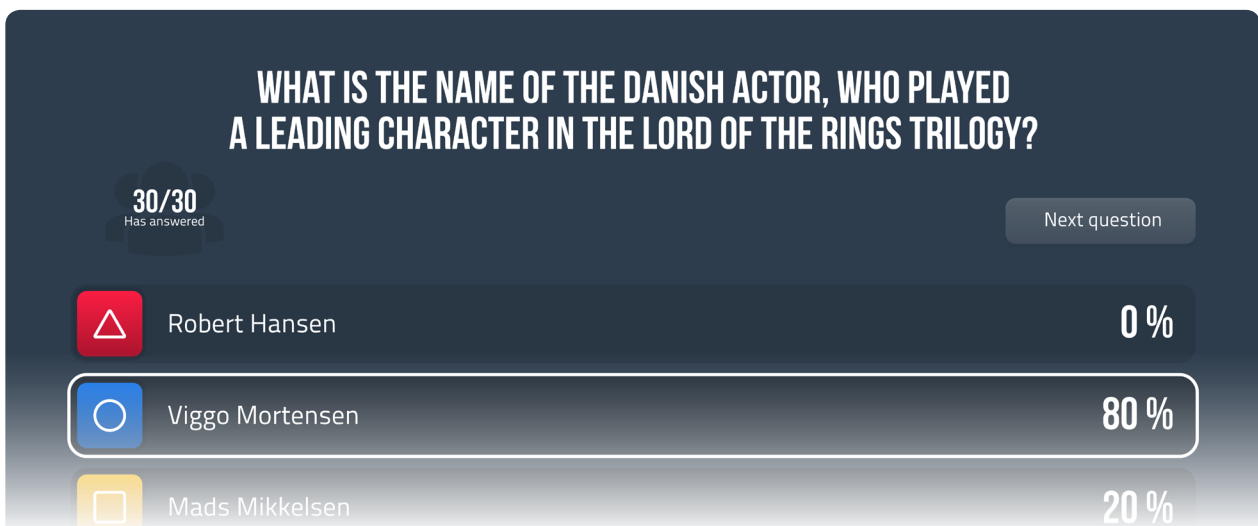 WHAT IS THE NAME OF THE DANISH ACTOR, WHO PLAYED
A LEADING CHARACTER IN THE LORD OF THE RINGS TRILOGY?
30/30
Has answered
Next question
Robert Hansen 0 %
Viggo Mortensen 80 %
Mads Mikkelsen 20 %